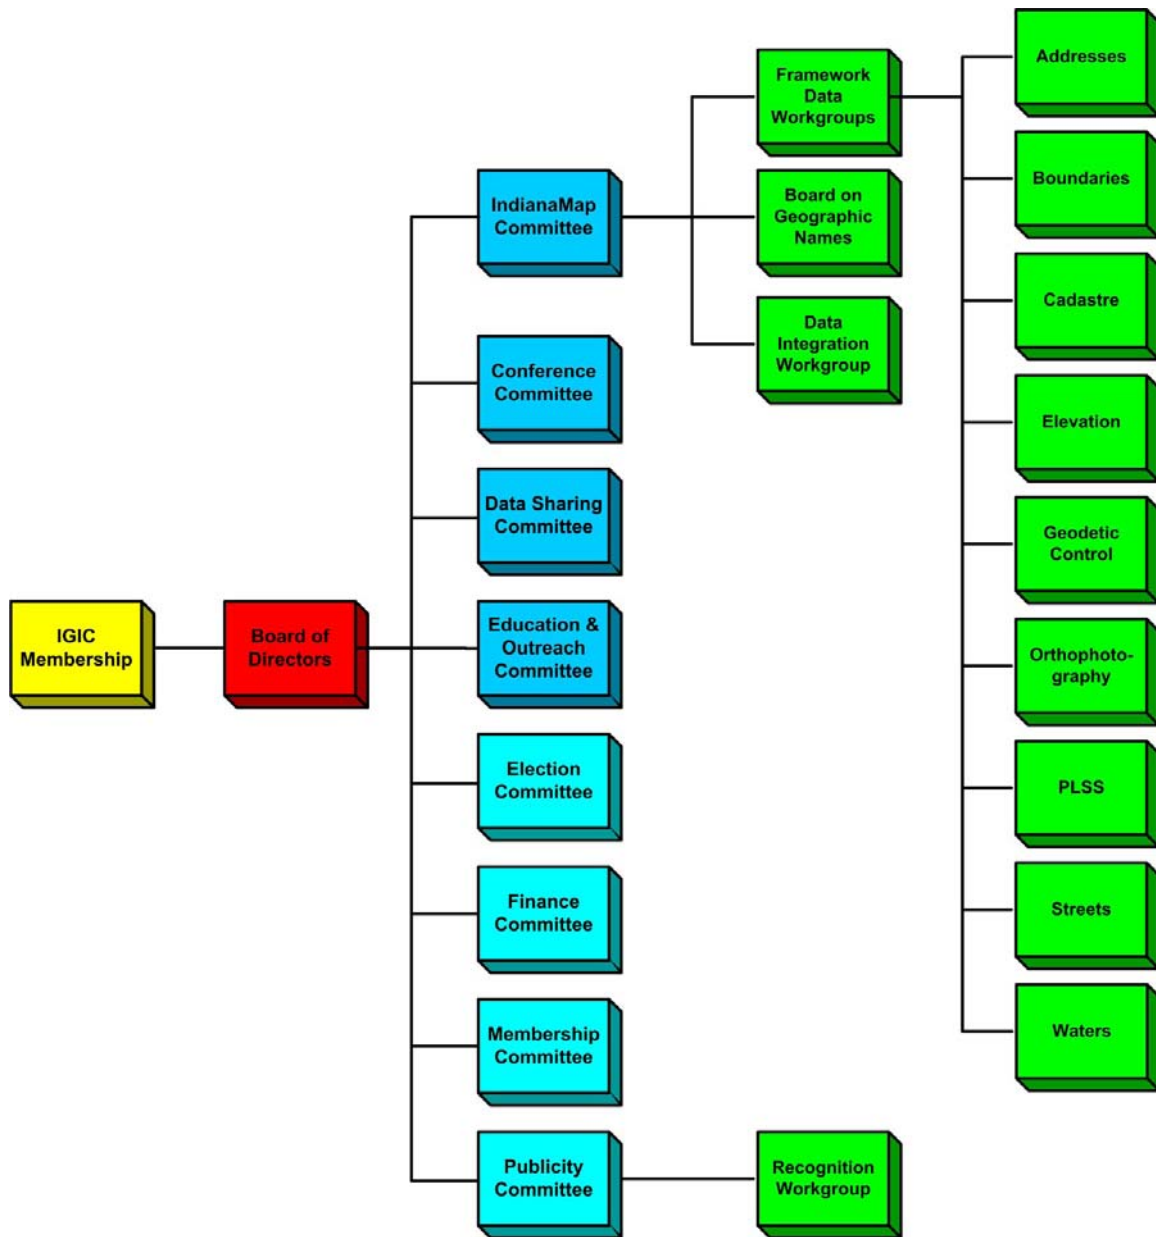 IGIC
Membership
Board of
Directors
IndianaMap
Committee
Conference
Committee
Data Sharing
Committee
Education &
Outreach
Committee
Election
Committee
Finance
Committee
Membership
Committee
Publicity
Committee
Framework
Data
Workgroups
Board on
Geographic
Names
Data
Integration
Workgroup
Recognition
Workgroup
Addresses
Boundaries
Cadastre
Elevation
Geodetic
Control
Orthophoto-
graphy
PLSS
Streets
Waters